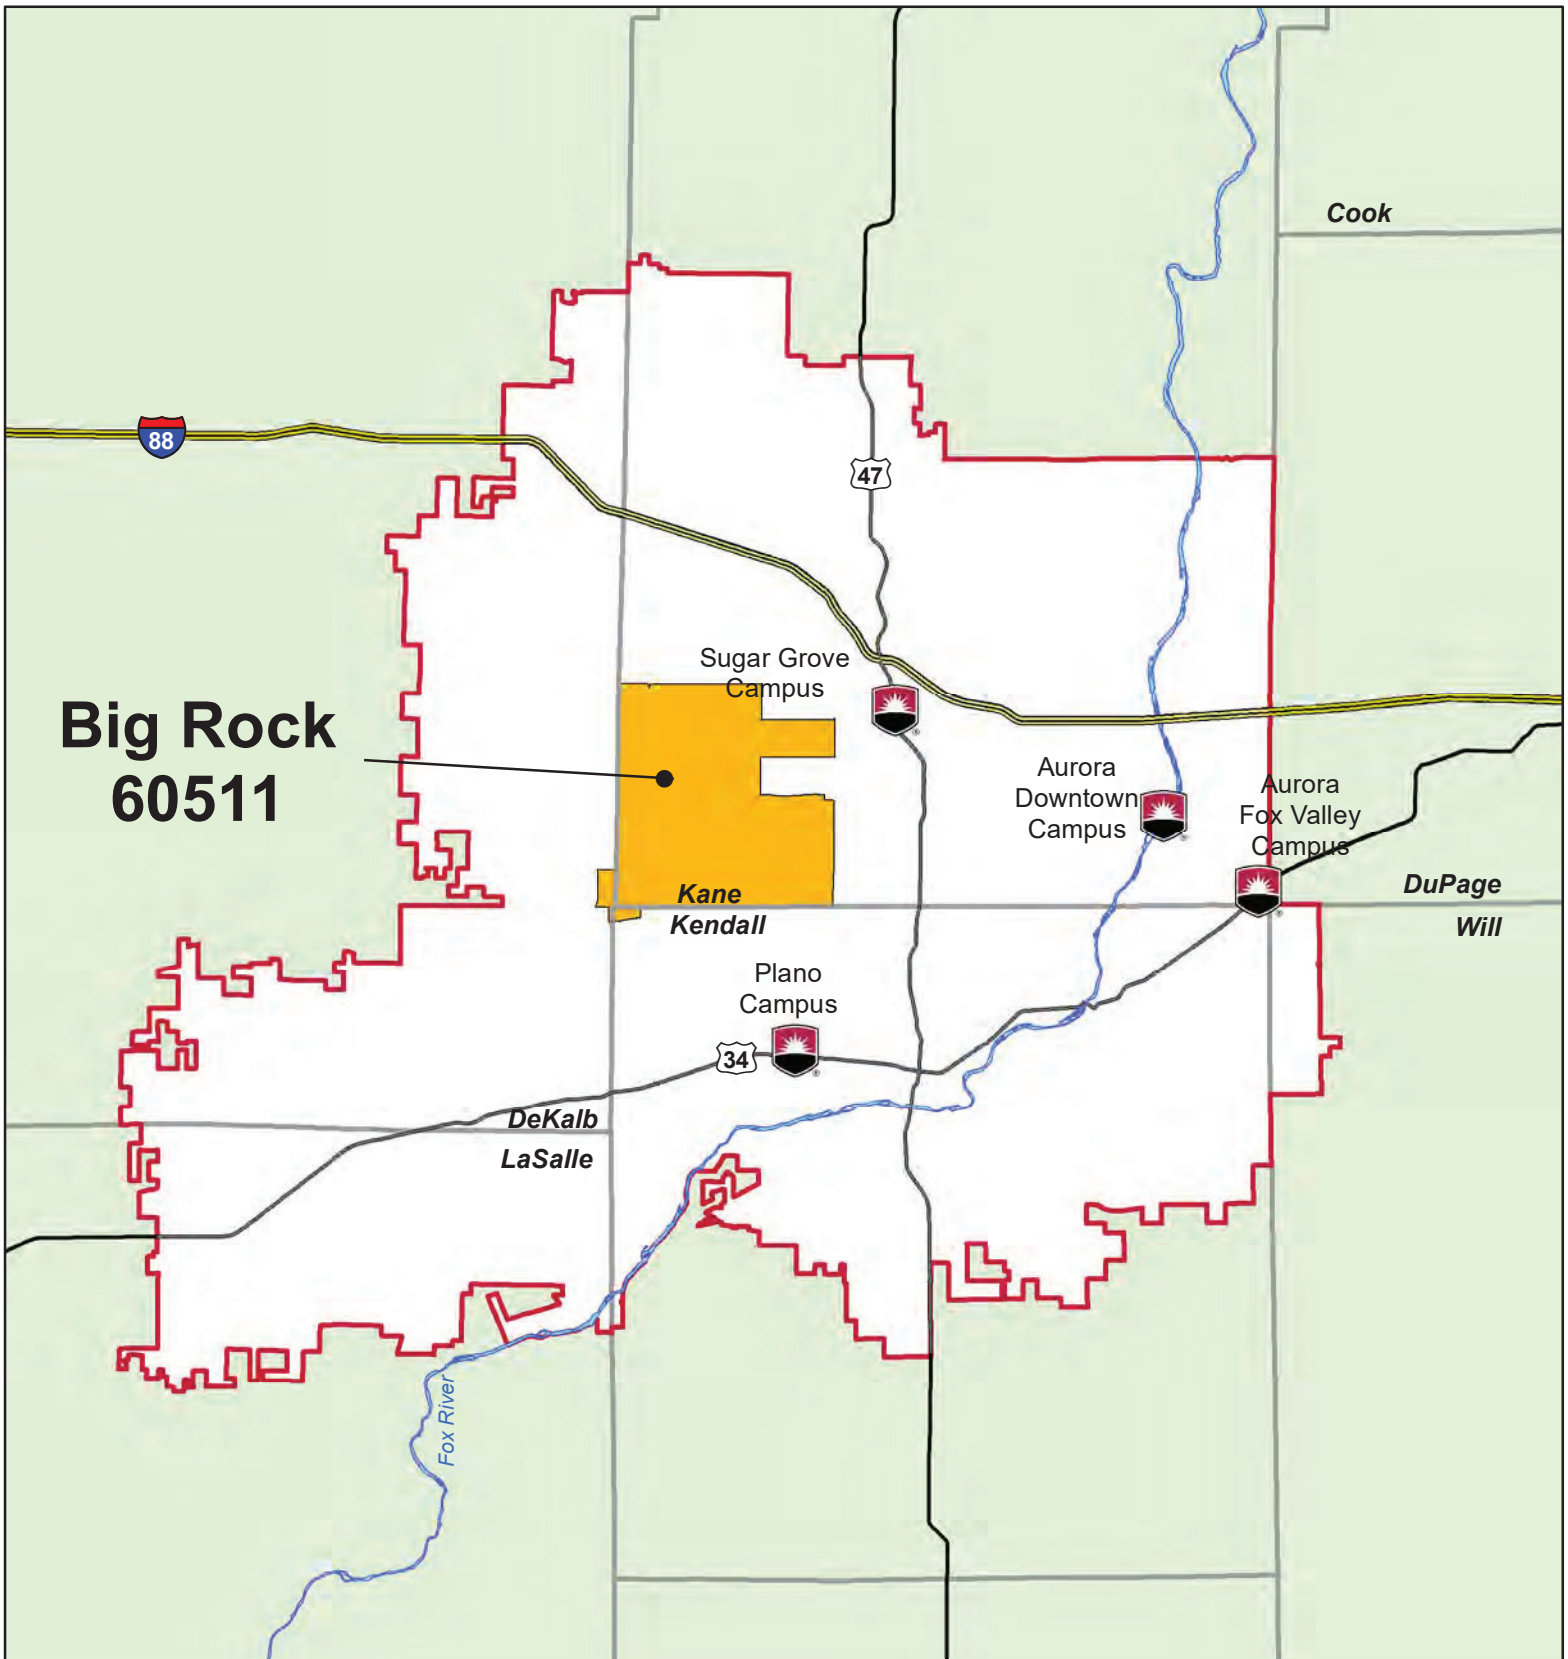 Cook
88
47
Sugar Grove
Campus
Big Rock
60511
Aurora
Downtown
Campus
Aurora
Fox Valley
Campus
Kane
Kendall
DuPage
Will
Plano
Campus
34
DeKalb
LaSalle
Fox River